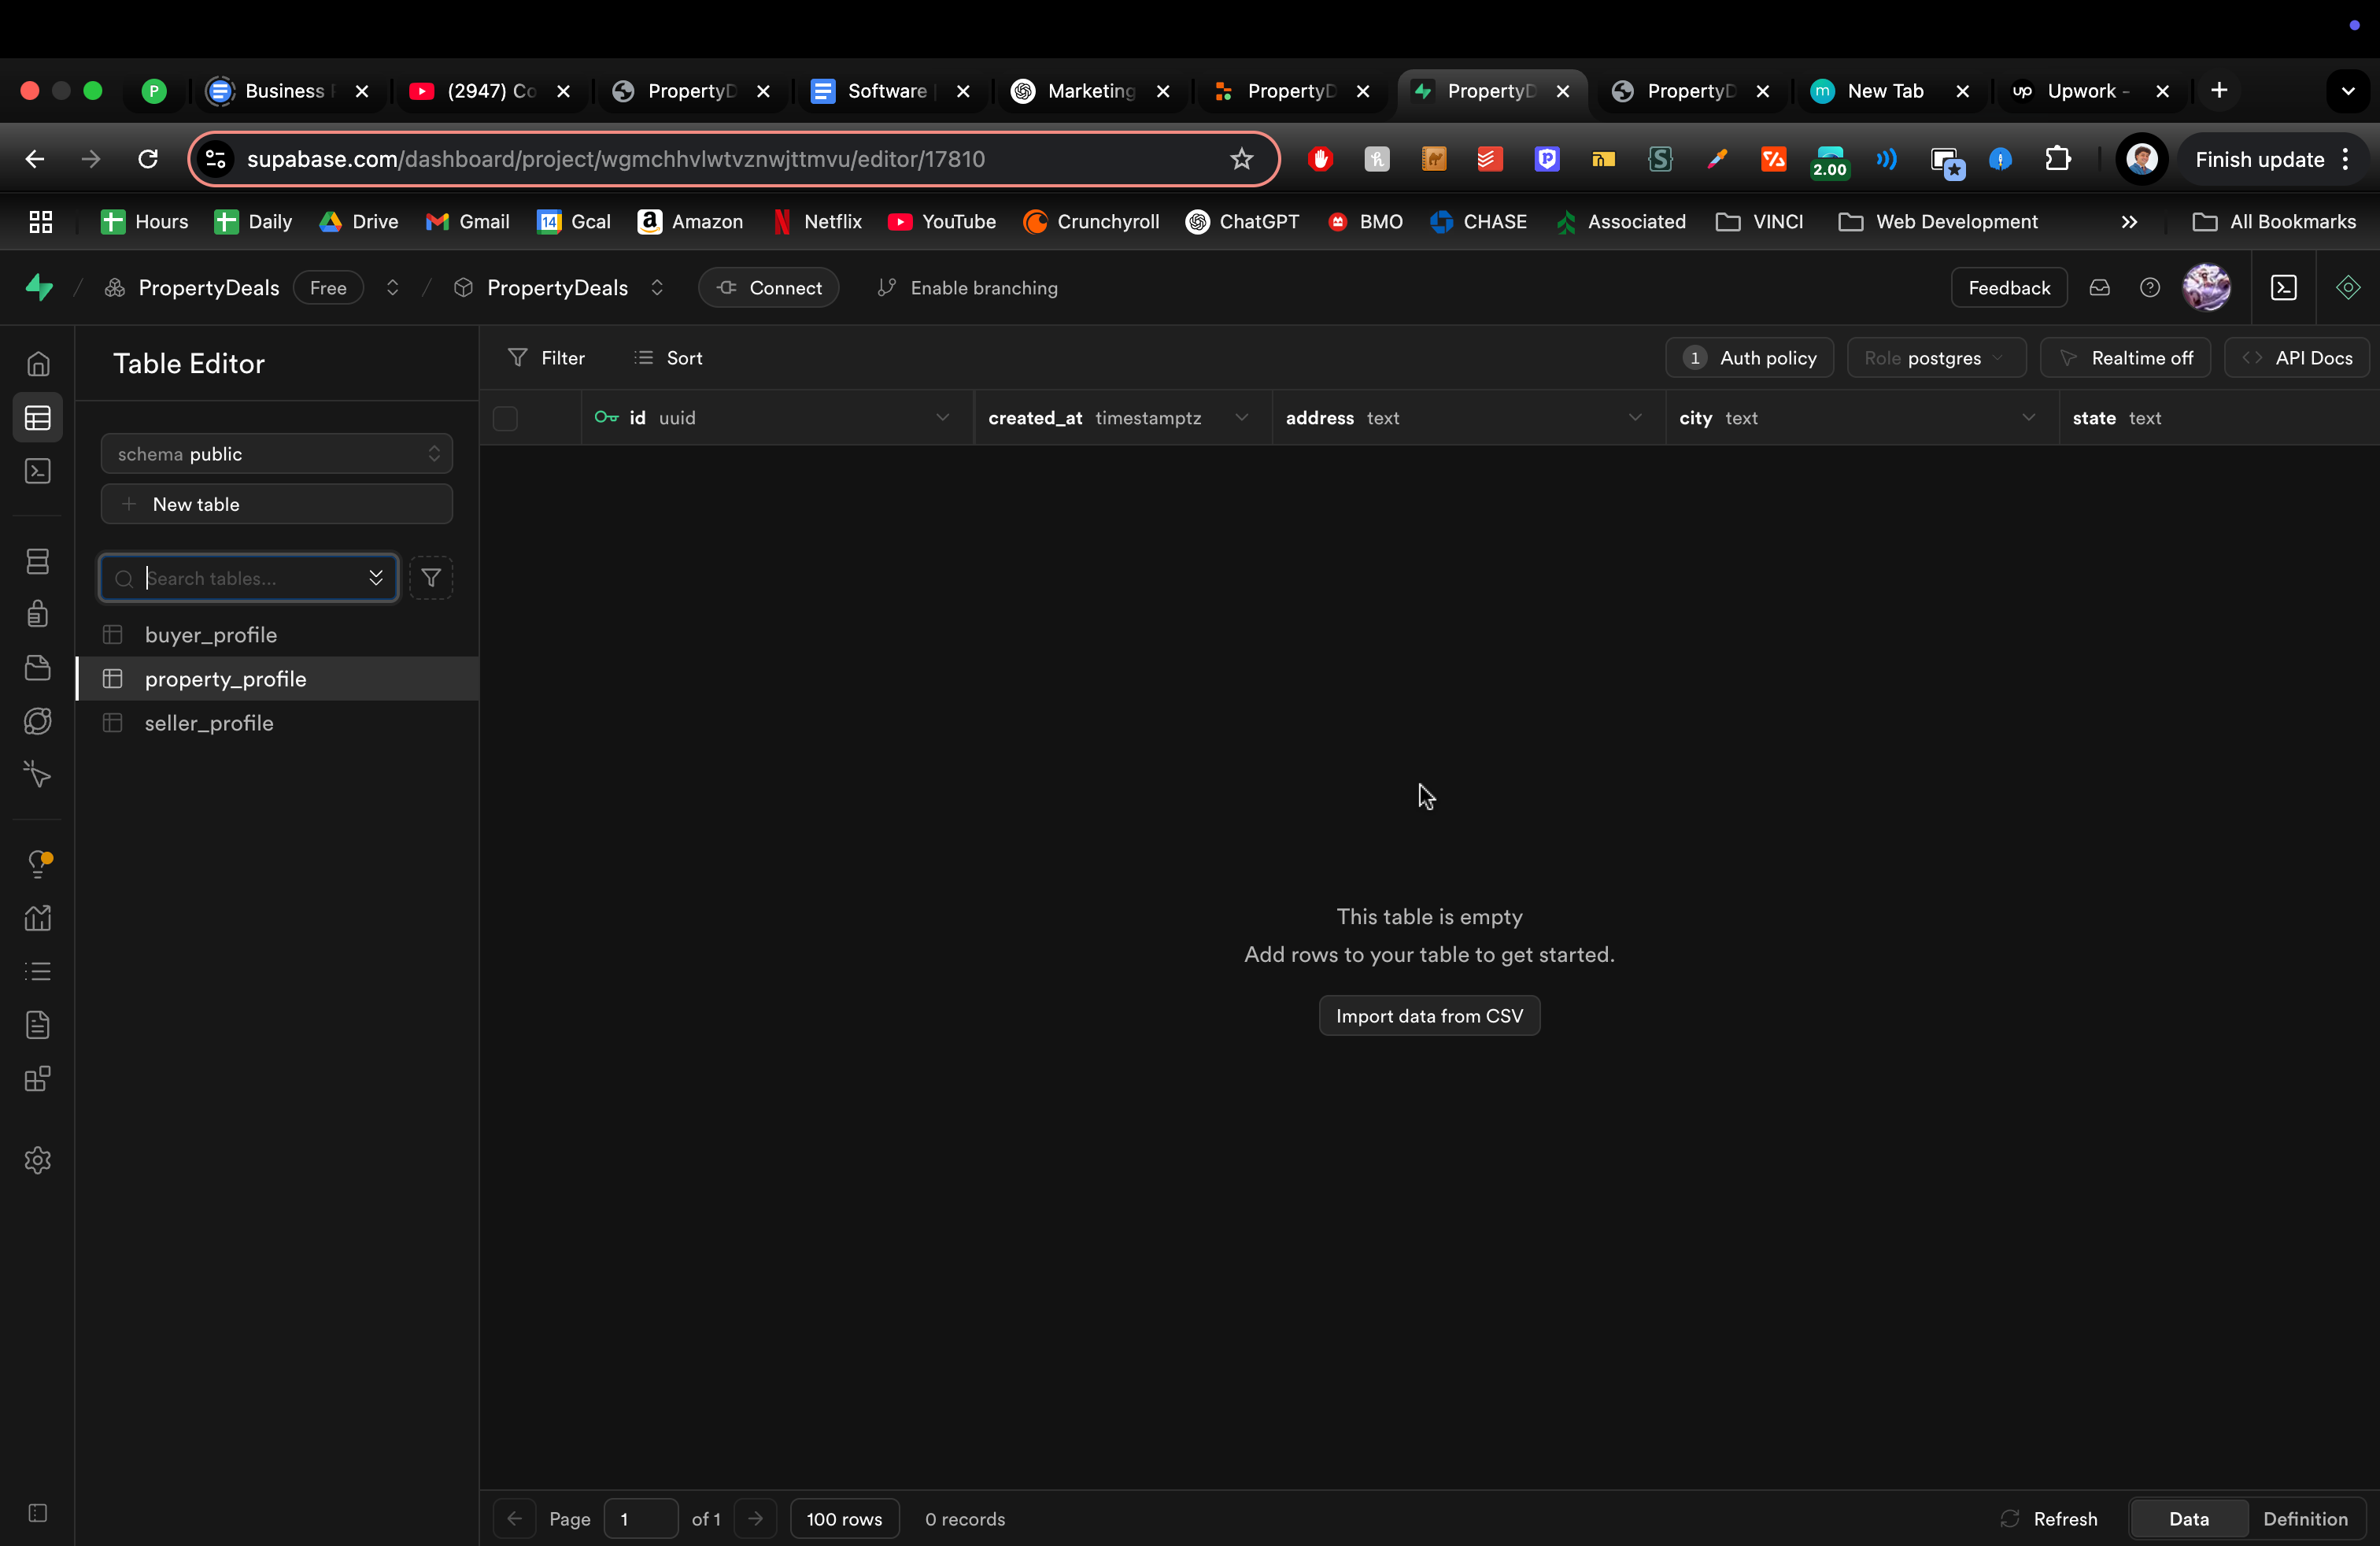 P Business (2947) Co PropertyD Software Marketing PropertyD PropertyD PropertyD m New Tab up Upwork -
supabase.com/dashboard/project/wgmchhvlwtvznwjttmvu/editor/17810 2.00 Finish update
Hours Daily Drive Gmail 14 Gcal Amazon Netflix YouTube Crunchyroll ChatGPT BMO CHASE Associated VINCI Web Development All Bookmarks
PropertyDeals Free PropertyDeals Connect Enable branching Feedback
Table Editor
Filter Sort 1 Auth policy Role postgres Realtime off API Docs
id uuid created_at timestamptz address text city text state text
schema public
New table
Search tables...
buyer_profile
property_profile
seller_profile
This table is empty
Add rows to your table to get started.
Import data from CSV
Page 1 of 1 100 rows 0 records Refresh Data Definition